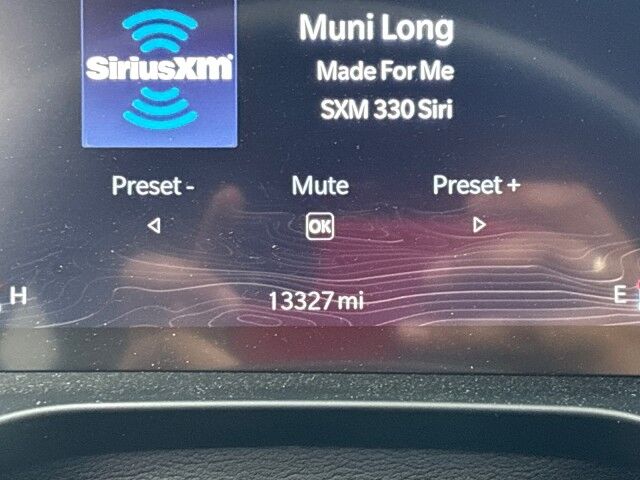 SiriusXM
Muni Long
Made For Me
SXM 330 Siri
Preset - Mute Preset +
OK
H 13327 mi E